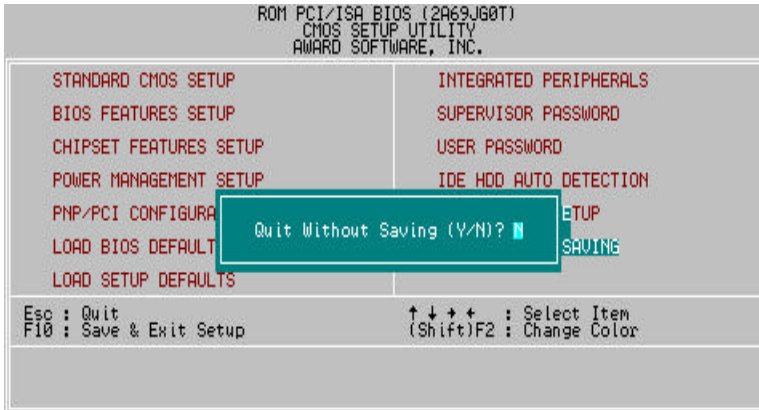 ROM PCI/ISA BIOS (2A69JG0T)
CMOS SETUP UTILITY
AWARD SOFTWARE, INC.
STANDARD CMOS SETUP
BIOS FEATURES SETUP
CHIPSET FEATURES SETUP
POWER MANAGEMENT SETUP
PNP/PCI CONFIGURA
LOAD BIOS DEFAULT
LOAD SETUP DEFAULTS
INTEGRATED PERIPHERALS
SUPERVISOR PASSWORD
USER PASSWORD
IDE HDD AUTO DETECTION
ETUP
SAVING
Quit Without Saving (Y/N)? N
Esc : Quit
F10 : Save & Exit Setup
↑ ↓ → ← : Select Item
(Shift)F2 : Change Color